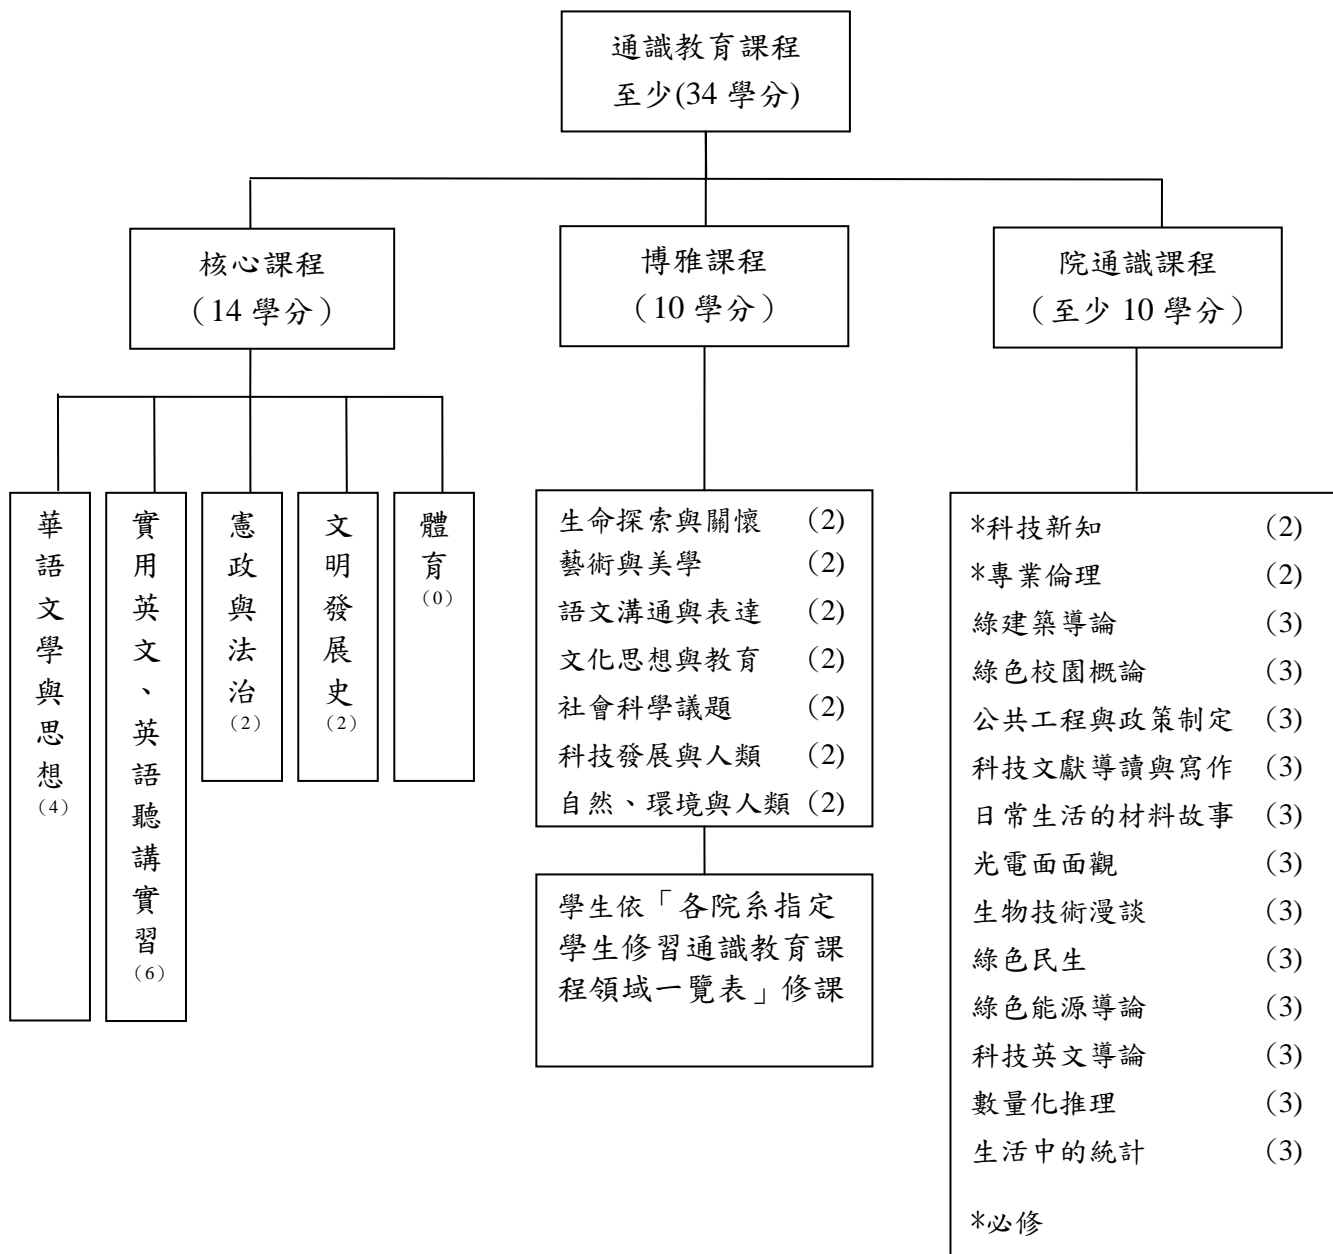 通識教育課程
至少(34 學分)
核心課程
（14 學分）
博雅課程
（10 學分）
院通識課程
（至少 10 學分）
華語文學與思想(4)
實用英文、英語聽講實習(6)
憲政與法治(2)
文明發展史(2)
體育(0)
生命探索與關懷 (2)
藝術與美學 (2)
語文溝通與表達 (2)
文化思想與教育 (2)
社會科學議題 (2)
科技發展與人類 (2)
自然、環境與人類 (2)
學生依「各院系指定
學生修習通識教育課
程領域一覽表」修課
*科技新知 (2)
*專業倫理 (2)
綠建築導論 (3)
綠色校園概論 (3)
公共工程與政策制定 (3)
科技文獻導讀與寫作 (3)
日常生活的材料故事 (3)
光電面面觀 (3)
生物技術漫談 (3)
綠色民生 (3)
綠色能源導論 (3)
科技英文導論 (3)
數量化推理 (3)
生活中的統計 (3)
*必修